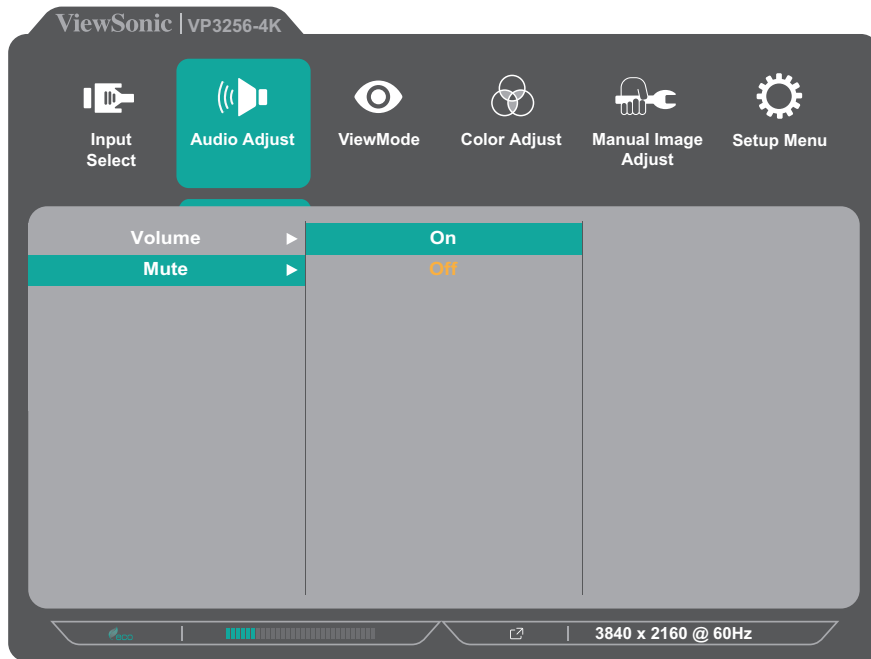 ViewSonic | VP3256-4K
Input
Select
Audio Adjust
ViewMode
Color Adjust
Manual Image
Adjust
Setup Menu
Volume
On
Mute
Off
eco
3840 x 2160 @ 60Hz